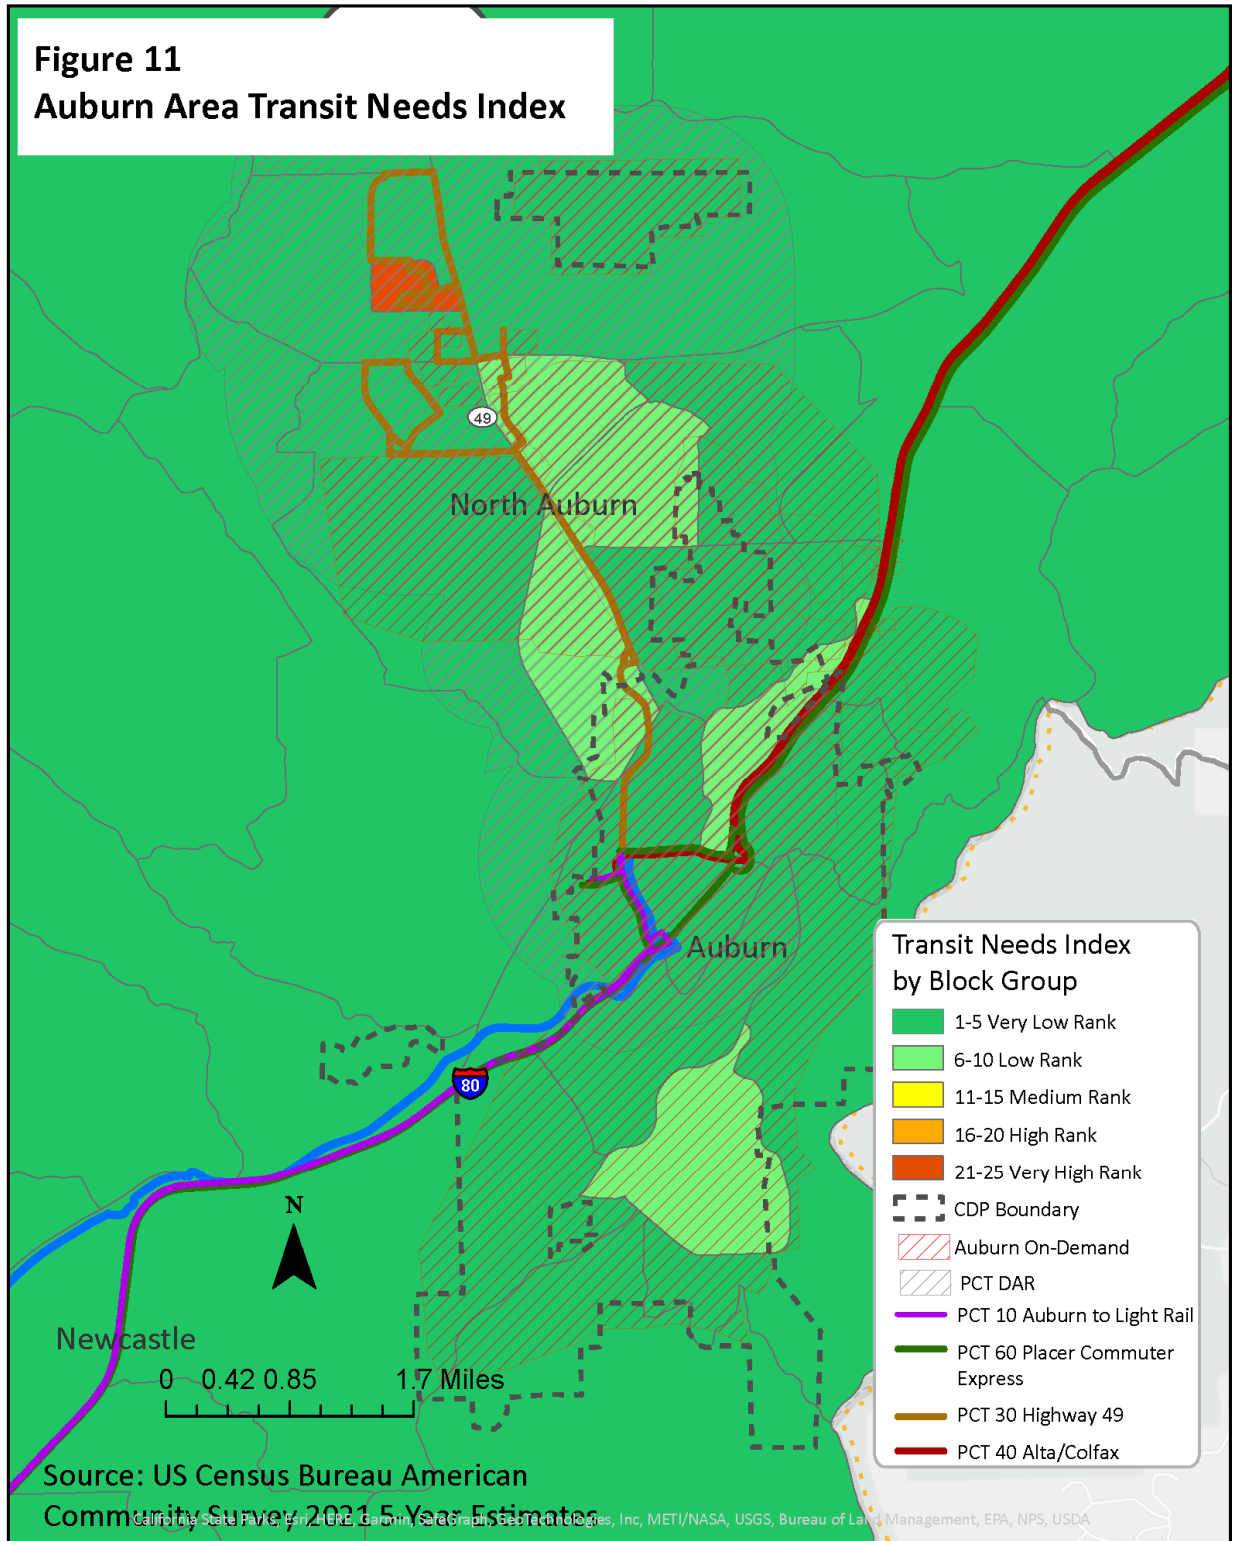 Figure 11
Auburn Area Transit Needs Index
49
North Auburn
Auburn
80
N
Newcastle
0 0.42 0.85 1.7 Miles
Transit Needs Index
by Block Group
1-5 Very Low Rank
6-10 Low Rank
11-15 Medium Rank
16-20 High Rank
21-25 Very High Rank
CDP Boundary
Auburn On-Demand
PCT DAR
PCT 10 Auburn to Light Rail
PCT 60 Placer Commuter
Express
PCT 30 Highway 49
PCT 40 Alta/Colfax
Source: US Census Bureau American
Community Survey 2021 5-Year Estimates
California State Parks, Esri, HERE, Garmin, SafeGraph, GeoTechnologies, Inc, METI/NASA, USGS, Bureau of Land Management, EPA, NPS, USDA